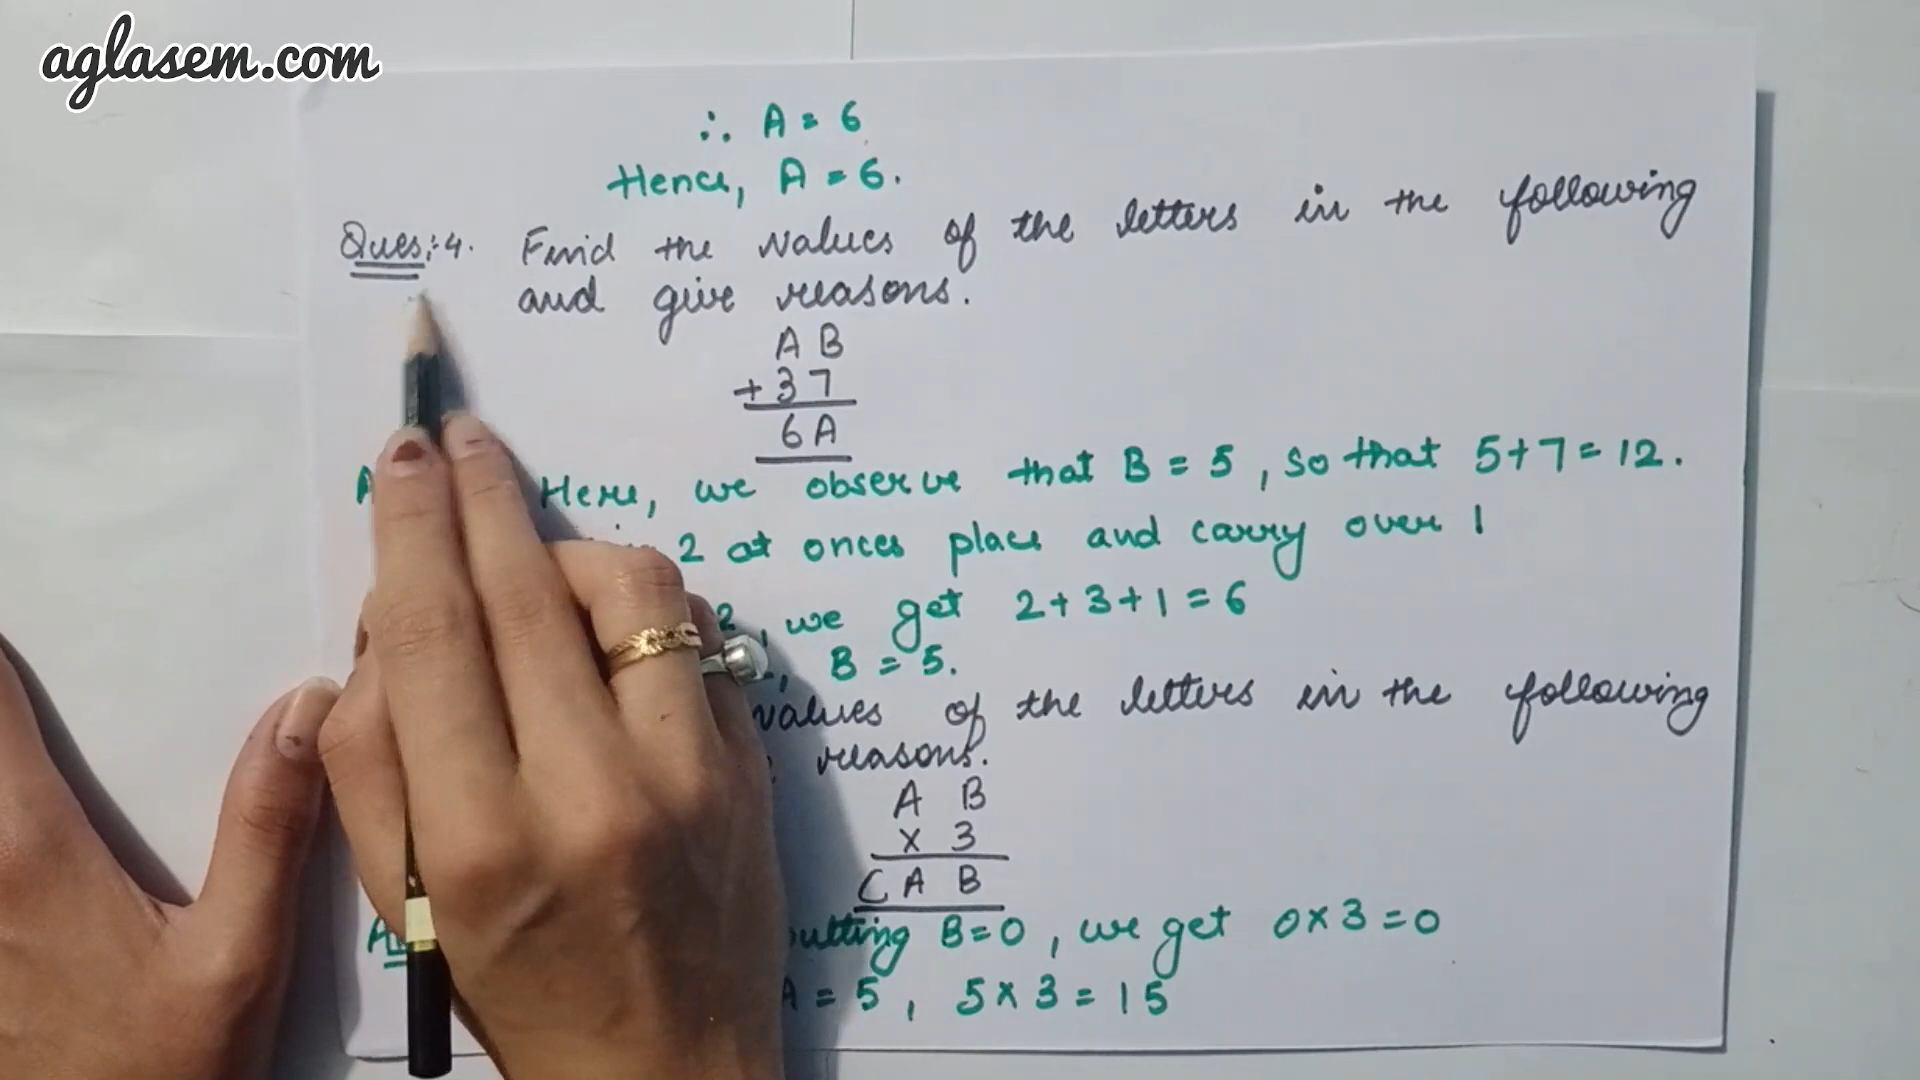 aglasem.com
∴ A = 6
Hence, A = 6.
Ques:4. Find the values of the letters in the following
and give reasons.
A B
+ 3 7
6 A
Here, we observe that B = 5, so that 5+7=12.
2 at onces place and carry over 1
2, we get 2+3+1=6
B = 5.
values of the letters in the following
reasons.
A B
x 3
C A B
putting B=0, we get 0x3=0
A = 5, 5x3=15